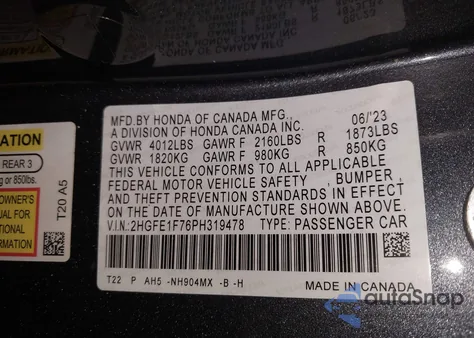 MFD.BY HONDA OF CANADA MFG., 06/'23
A DIVISION OF HONDA CANADA INC.
GVWR 4012LBS GAWR F 2160LBS R 1873LBS
GVWR 1820KG GAWR F 980KG R 850KG
THIS VEHICLE CONFORMS TO ALL APPLICABLE
FEDERAL MOTOR VEHICLE SAFETY , BUMPER ,
AND THEFT PREVENTION STANDARDS IN EFFECT
ON THE DATE OF MANUFACTURE SHOWN ABOVE.
V.I.N:2HGFE1F76PH319478 TYPE: PASSENGER CAR
T22 P AH5 -NH904MX -B -H MADE IN CANADA
ATION
REAR 3
g or 850lbs.
OWNER'S
NUAL FOR
TIONAL
RMATION
T20 A5
autoSnap